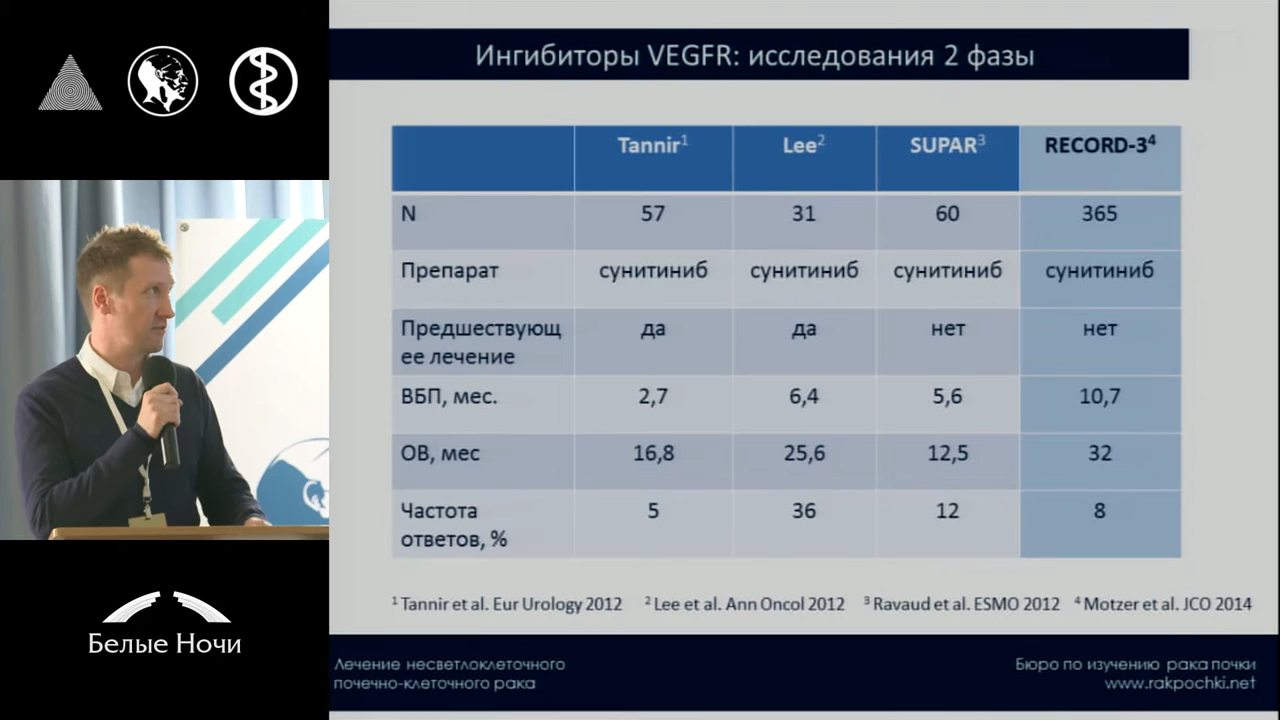 Ингибиторы VEGFR: исследования 2 фазы
Tannir¹ Lee² SUPAR³ RECORD-3⁴
N 57 31 60 365
Препарат сунитиниб сунитиниб сунитиниб сунитиниб
Предшествующ
ее лечение да да нет нет
ВБП, мес. 2,7 6,4 5,6 10,7
ОВ, мес 16,8 25,6 12,5 32
Частота
ответов, % 5 36 12 8
¹ Tannir et al. Eur Urology 2012 ² Lee et al. Ann Oncol 2012 ³ Ravaud et al. ESMO 2012 ⁴ Motzer et al. JCO 2014
Лечение несветлоклеточного
почечно-клеточного рака
Бюро по изучению рака почки
www.rakpochki.net
Белые Ночи